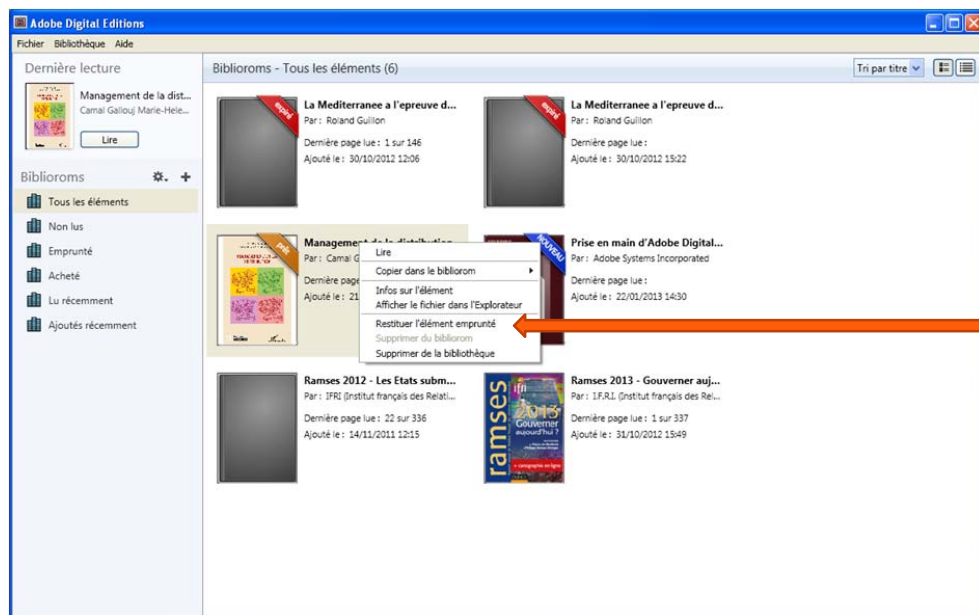 Adobe Digital Editions
Fichier Bibliothèque Aide
Dernière lecture
Management de la dist...
Camal Gallouj Marie-Hele...
Lire
Biblioroms
Tous les éléments
Non lus
Emprunté
Acheté
Lu récemment
Ajoutés récemment
Biblioroms - Tous les éléments (6)
Tri par titre
expiré
La Mediterranee a l'epreuve d...
Par : Roland Guillon
Dernière page lue : 1 sur 146
Ajouté le : 30/10/2012 12:06
expiré
La Mediterranee a l'epreuve d...
Par : Roland Guillon
Dernière page lue :
Ajouté le : 30/10/2012 15:22
prêt
Management de la distribution
Par : Camal G
Dernière page
Ajouté le : 21
Lire
Copier dans le bibliorom
Infos sur l'élément
Afficher le fichier dans l'Explorateur
Restituer l'élément emprunté
Supprimer du bibliorom
Supprimer de la bibliothèque
NOUVEAU
Prise en main d'Adobe Digital...
Par : Adobe Systems Incorporated
Dernière page lue :
Ajouté le : 22/01/2013 14:30
Ramses 2012 - Les Etats subm...
Par : IFRI (Institut français des Relati...
Dernière page lue : 22 sur 336
Ajouté le : 14/11/2011 12:15
ifri
ramses
2013
Gouverner
aujourd'hui ?
+ cartographie en ligne
Ramses 2013 - Gouverner auj...
Par : I.F.R.I. (Institut français des Rel...
Dernière page lue : 1 sur 337
Ajouté le : 31/10/2012 15:49